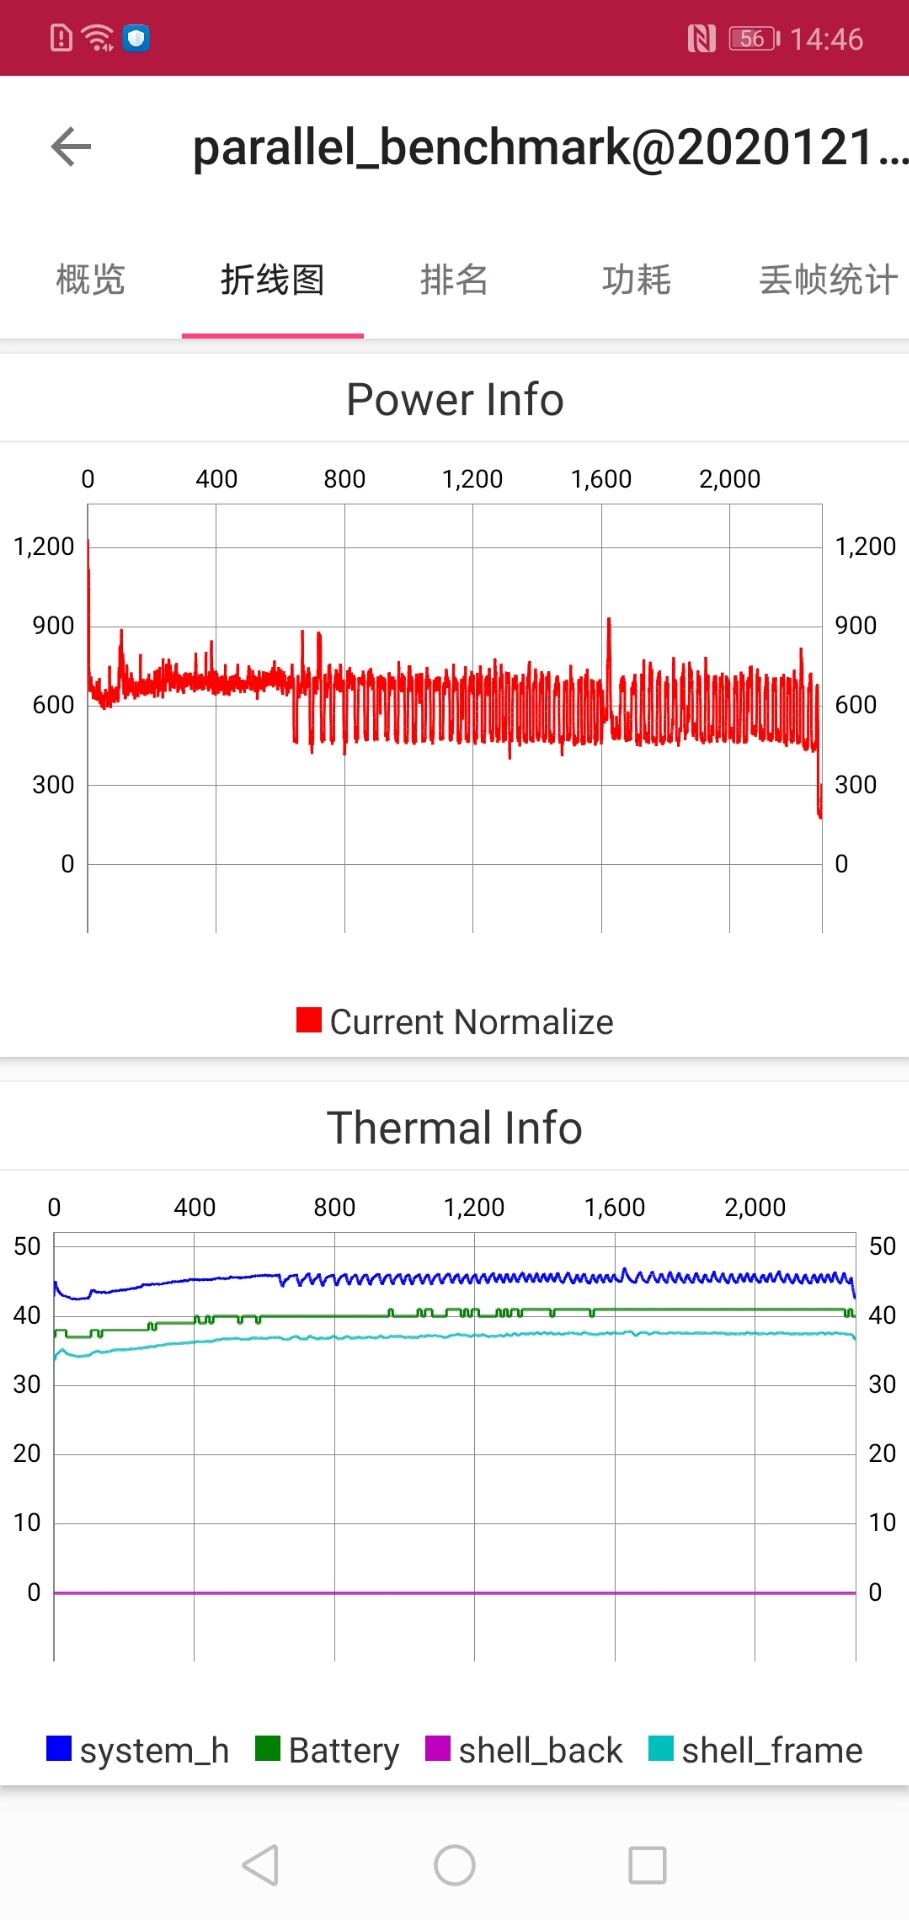 56 14:46
parallel_benchmark@2020121...
概览 折线图 排名 功耗 丢帧统计
Power Info
0 400 800 1,200 1,600 2,000
1,200 1,200
900 900
600 600
300 300
0 0
Current Normalize
Thermal Info
0 400 800 1,200 1,600 2,000
50 50
40 40
30 30
20 20
10 10
0 0
system_h Battery shell_back shell_frame